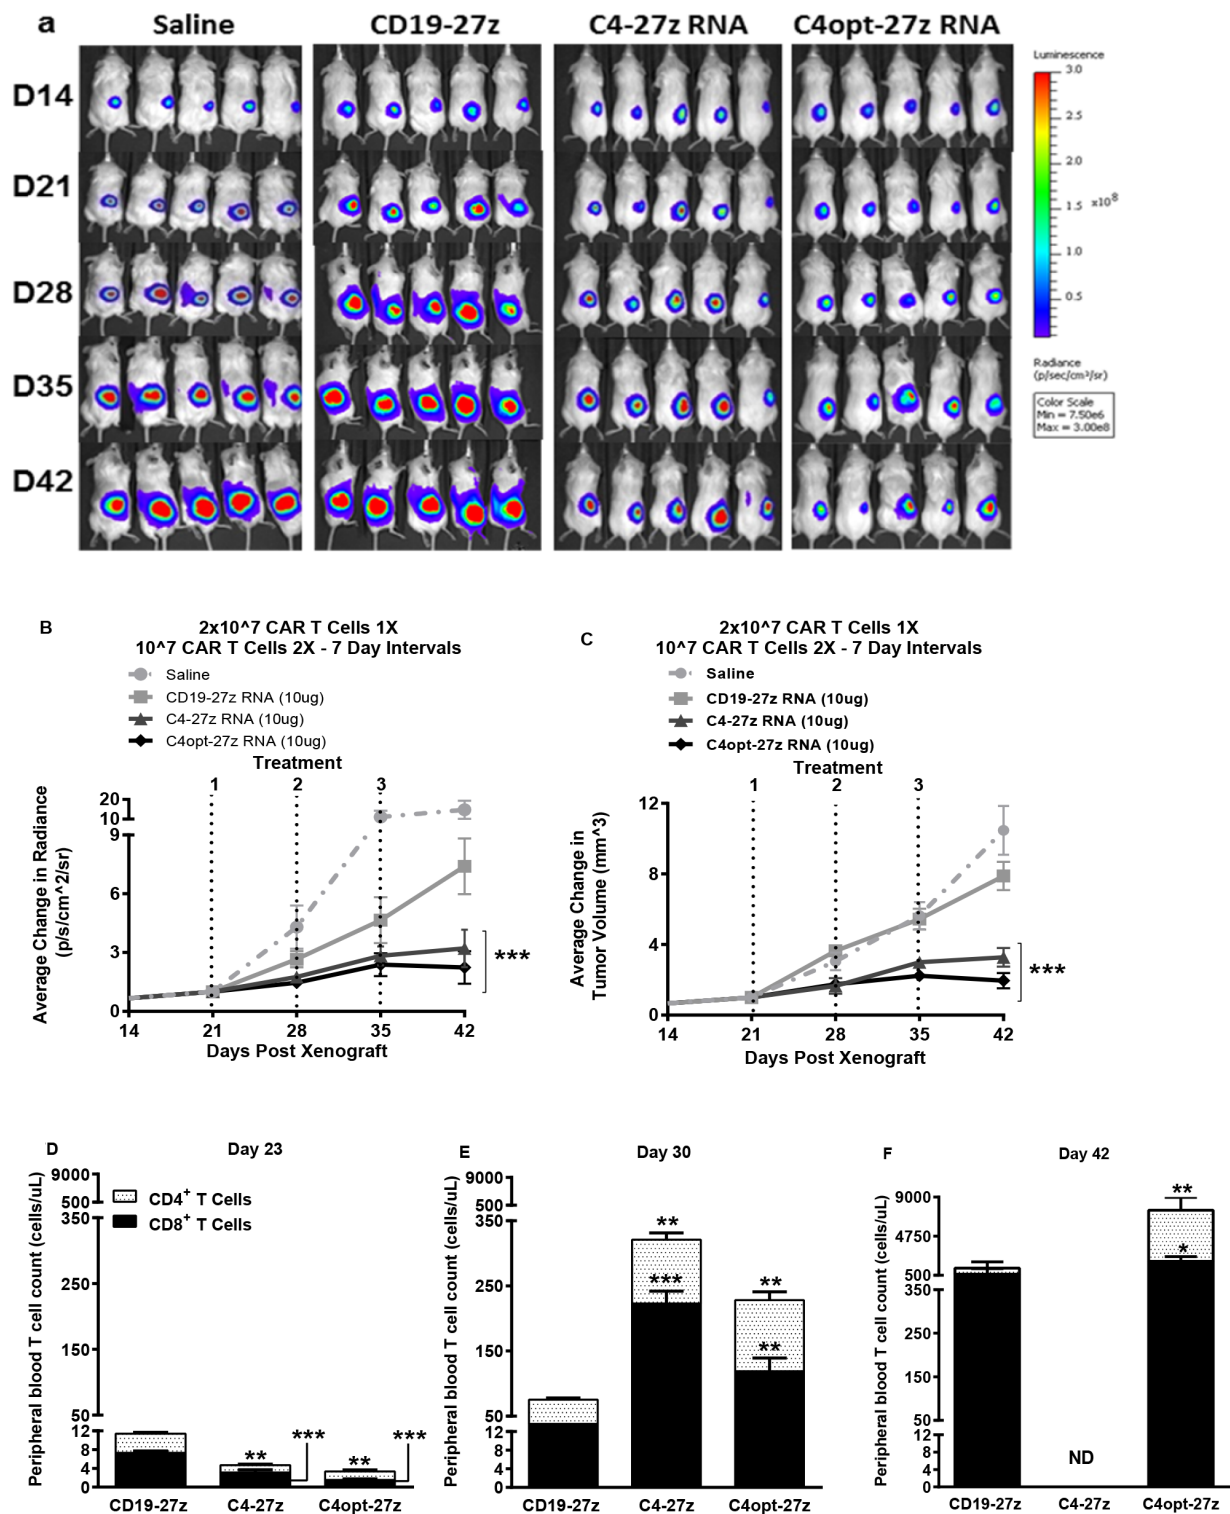 a
Saline
CD19-27z
C4-27z RNA
C4opt-27z RNA
D14
D21
D28
D35
D42
Luminescence
3.0
2.0
1.5
x10⁸
1.0
0.5
Radiance
(p/sec/cm²/sr)
Color Scale
Min = 7.50e6
Max = 3.00e8
B
2x10^7 CAR T Cells 1X
10^7 CAR T Cells 2X - 7 Day Intervals
Saline
CD19-27z RNA (10ug)
C4-27z RNA (10ug)
C4opt-27z RNA (10ug)
Treatment
1 2 3
Average Change in Radiance
(p/s/cm^2/sr)
20
10
9
6
3
0
***
14 21 28 35 42
Days Post Xenograft
C
2x10^7 CAR T Cells 1X
10^7 CAR T Cells 2X - 7 Day Intervals
Saline
CD19-27z RNA (10ug)
C4-27z RNA (10ug)
C4opt-27z RNA (10ug)
Treatment
1 2 3
Average Change in
Tumor Volume (mm^3)
12
8
4
0
***
14 21 28 35 42
Days Post Xenograft
D
Day 23
Peripheral blood T cell count (cells/uL)
9000
500
350
250
150
50
12
8
4
0
CD4⁺ T Cells
CD8⁺ T Cells
** *** ** ***
CD19-27z C4-27z C4opt-27z
E
Day 30
Peripheral blood T cell count (cells/uL)
9000
500
350
250
150
50
12
8
4
0
**
***
**
**
CD19-27z C4-27z C4opt-27z
F
Day 42
Peripheral blood T cell count (cells/uL)
9000
4750
500
350
250
150
50
12
8
4
0
**
*
ND
CD19-27z C4-27z C4opt-27z